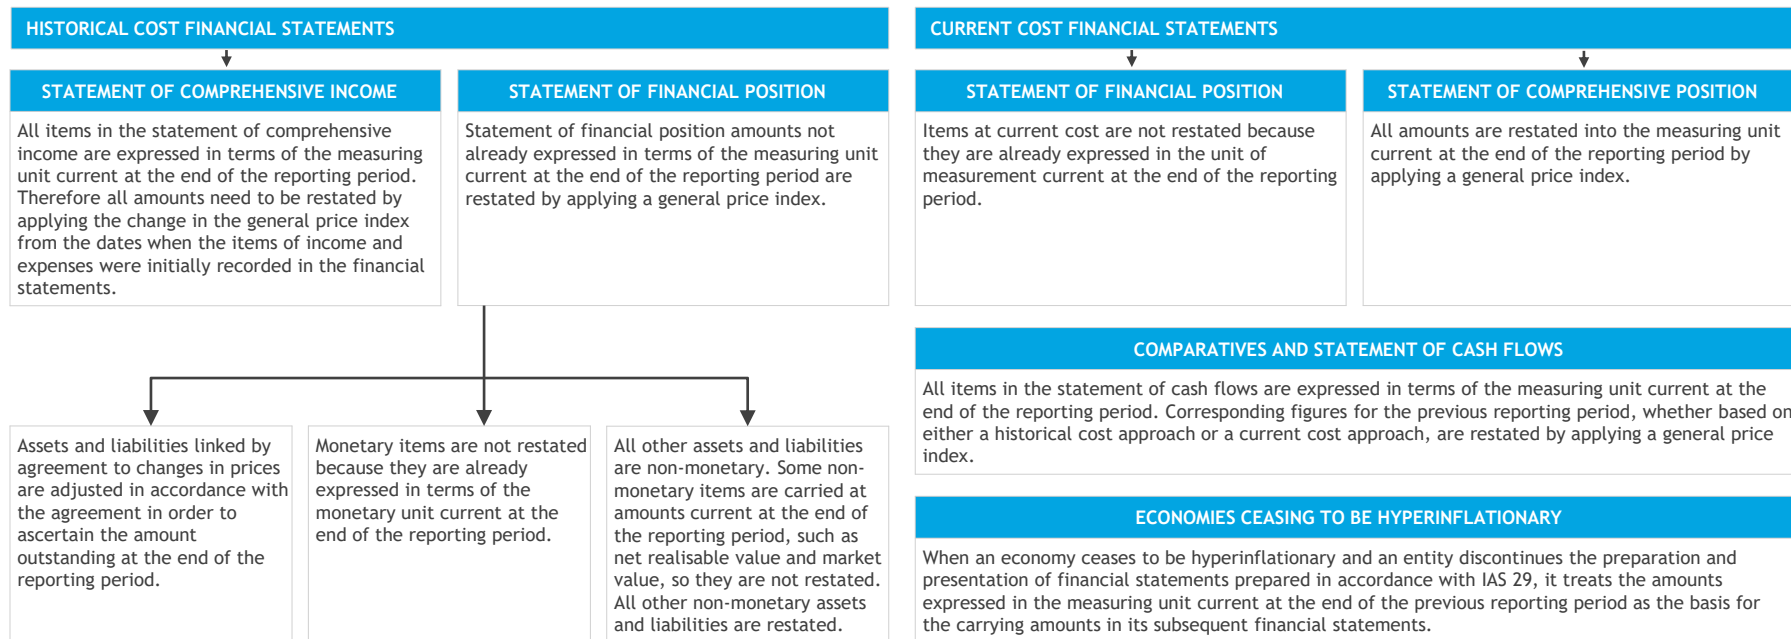 HISTORICAL COST FINANCIAL STATEMENTS
STATEMENT OF COMPREHENSIVE INCOME
All items in the statement of comprehensive
income are expressed in terms of the measuring
unit current at the end of the reporting period.
Therefore all amounts need to be restated by
applying the change in the general price index
from the dates when the items of income and
expenses were initially recorded in the financial
statements.
STATEMENT OF FINANCIAL POSITION
Statement of financial position amounts not
already expressed in terms of the measuring unit
current at the end of the reporting period are
restated by applying a general price index.
Assets and liabilities linked by
agreement to changes in prices
are adjusted in accordance with
the agreement in order to
ascertain the amount
outstanding at the end of the
reporting period.
Monetary items are not restated
because they are already
expressed in terms of the
monetary unit current at the
end of the reporting period.
All other assets and liabilities
are non-monetary. Some non-
monetary items are carried at
amounts current at the end of
the reporting period, such as
net realisable value and market
value, so they are not restated.
All other non-monetary assets
and liabilities are restated.
CURRENT COST FINANCIAL STATEMENTS
STATEMENT OF FINANCIAL POSITION
Items at current cost are not restated because
they are already expressed in the unit of
measurement current at the end of the reporting
period.
STATEMENT OF COMPREHENSIVE POSITION
All amounts are restated into the measuring unit
current at the end of the reporting period by
applying a general price index.
COMPARATIVES AND STATEMENT OF CASH FLOWS
All items in the statement of cash flows are expressed in terms of the measuring unit current at the
end of the reporting period. Corresponding figures for the previous reporting period, whether based on
either a historical cost approach or a current cost approach, are restated by applying a general price
index.
ECONOMIES CEASING TO BE HYPERINFLATIONARY
When an economy ceases to be hyperinflationary and an entity discontinues the preparation and
presentation of financial statements prepared in accordance with IAS 29, it treats the amounts
expressed in the measuring unit current at the end of the previous reporting period as the basis for
the carrying amounts in its subsequent financial statements.